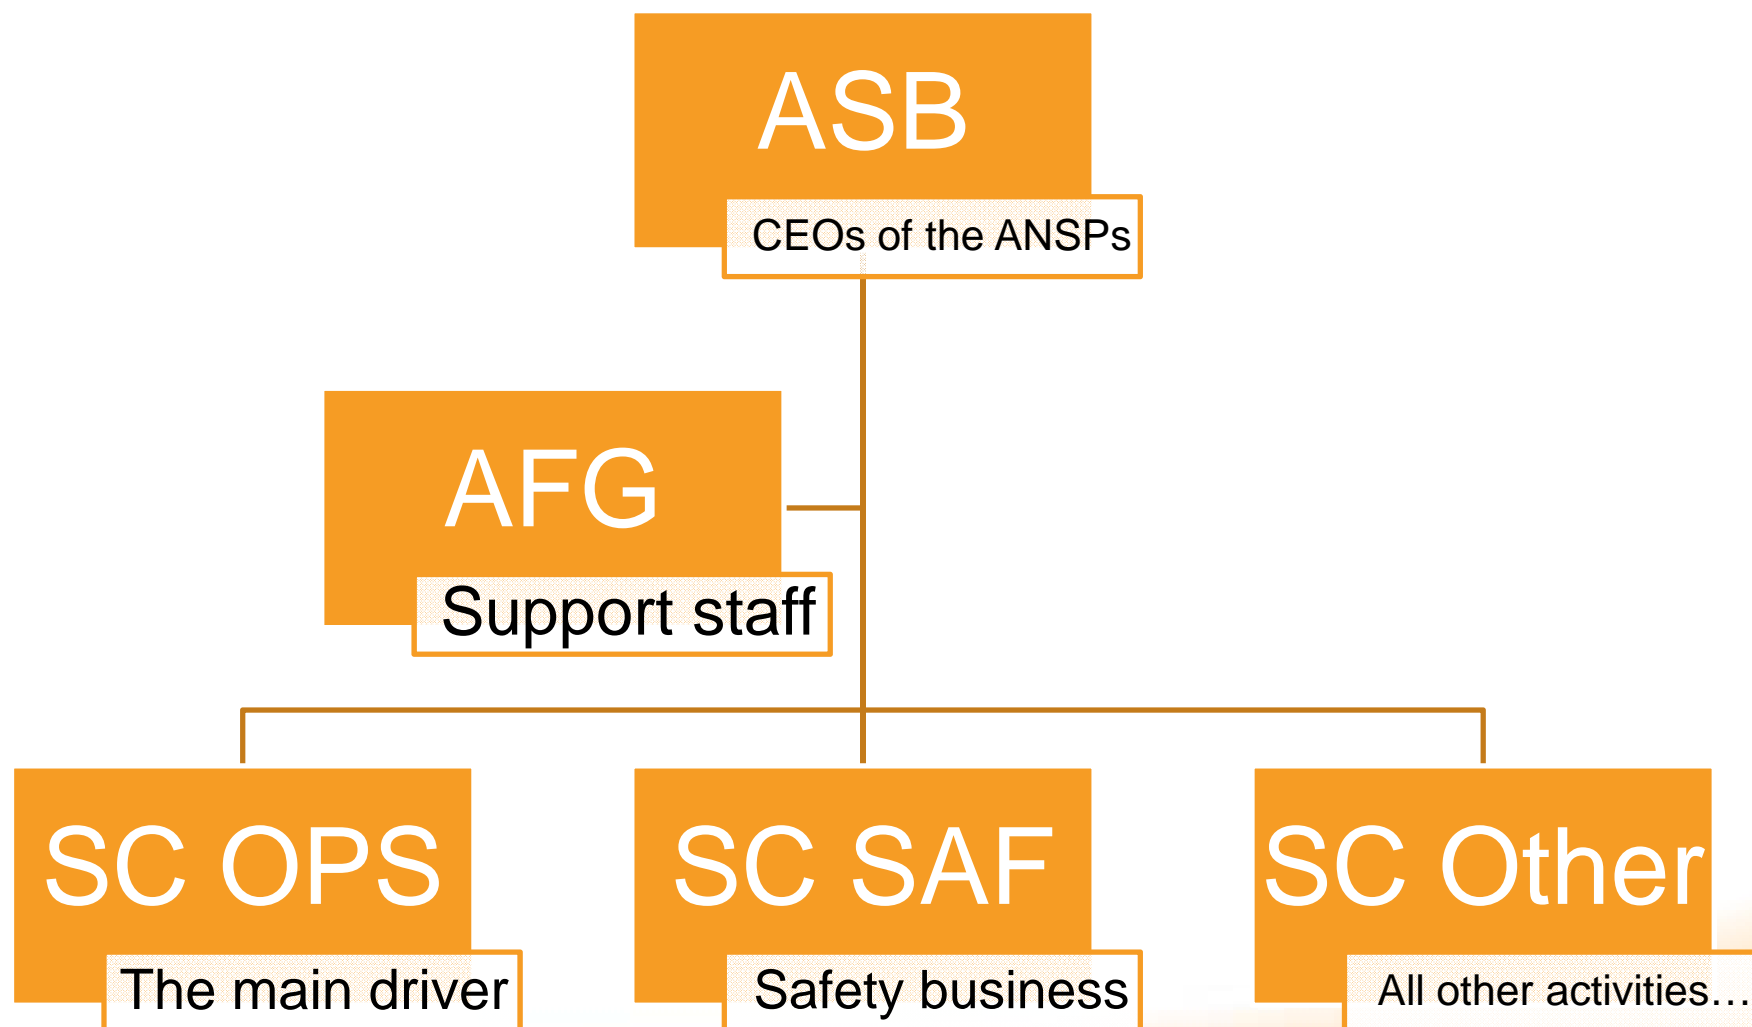 ASB
CEOs of the ANSPs
AFG
Support staff
SC OPS
The main driver
SC SAF
Safety business
SC Other
All other activities…